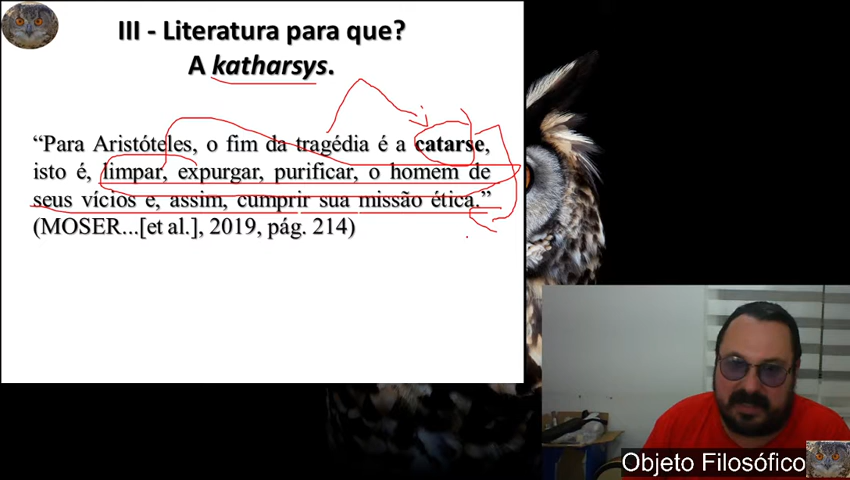 III - Literatura para que?
A katharsys.
“Para Aristóteles, o fim da tragédia é a catarse,
isto é, limpar, expurgar, purificar, o homem de
seus vícios e, assim, cumprir sua missão ética.”
(MOSER...[et al.], 2019, pág. 214)
Objeto Filosófico